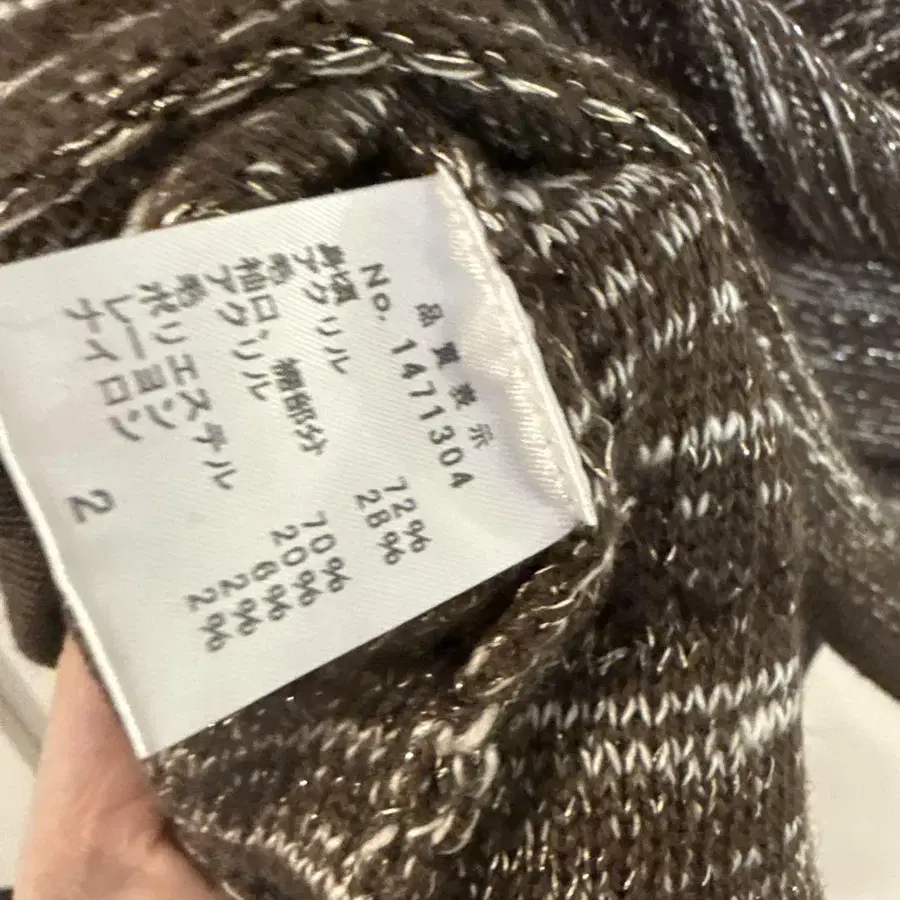 品質表示
No. 1471304
身頃
アクリル 72%
毛 28%
袖口、裾部分
アクリル 70%
毛 20%
ポリエステル 6%
レーヨン 2%
ナイロン 2%
2